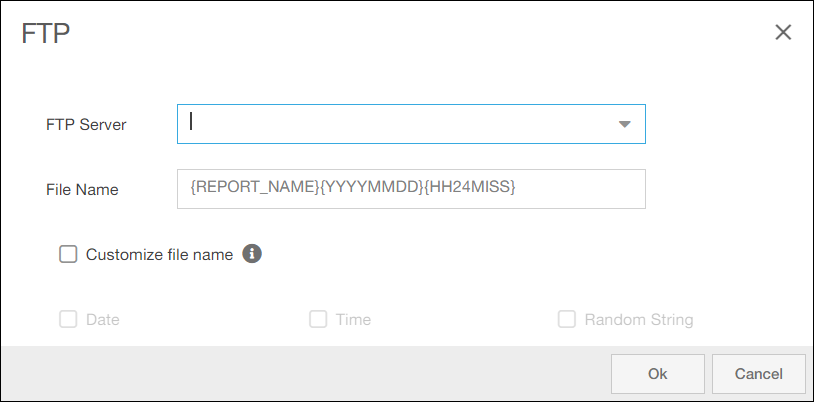 FTP
FTP Server
File Name {REPORT_NAME}{YYYYMMDD}{HH24MISS}
Customize file name
Date Time Random String
Ok Cancel